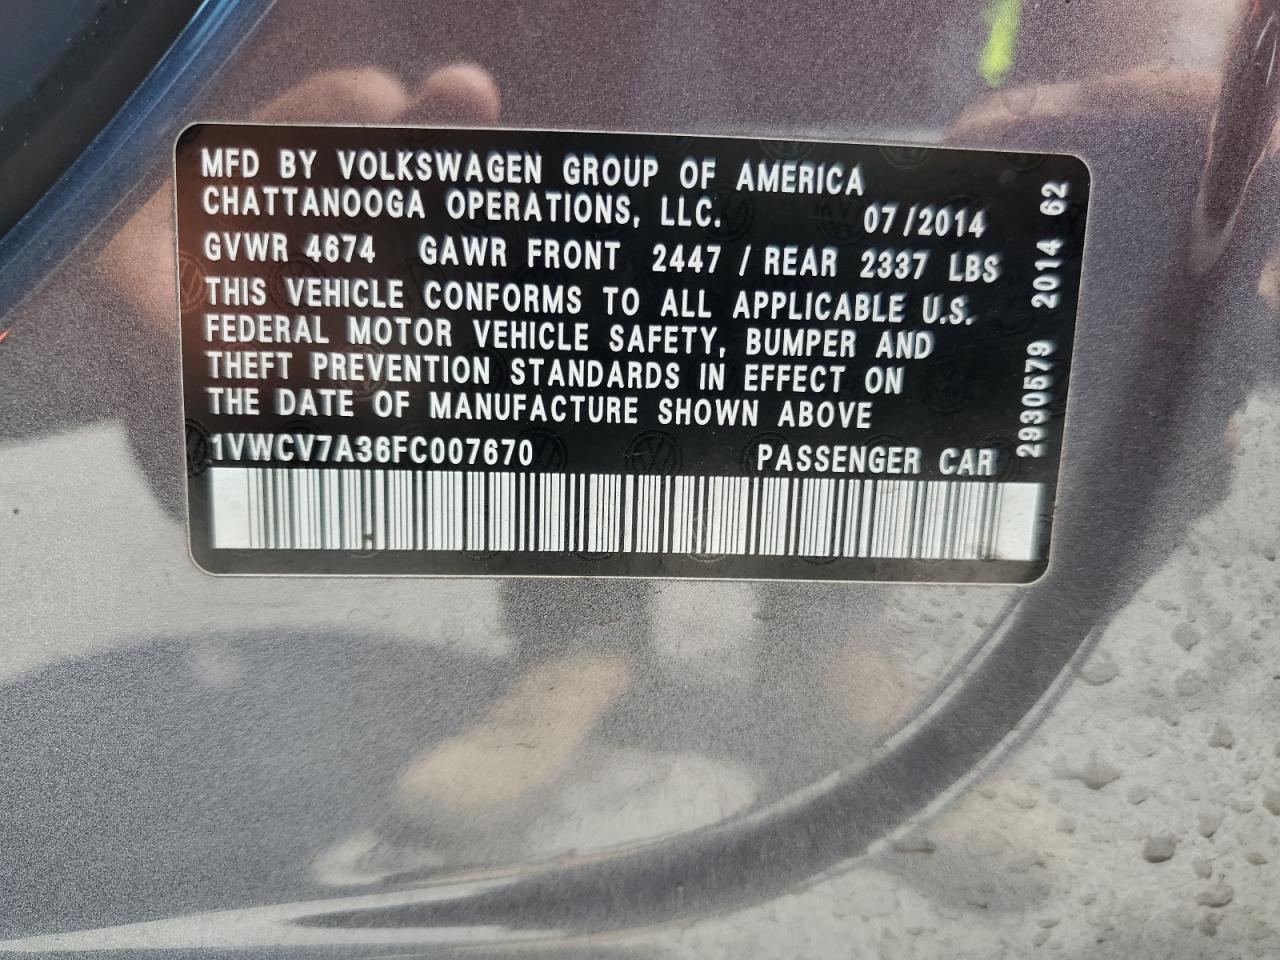 MFD BY VOLKSWAGEN GROUP OF AMERICA
CHATTANOOGA OPERATIONS, LLC. 07/2014
GVWR 4674 GAWR FRONT 2447 / REAR 2337 LBS
THIS VEHICLE CONFORMS TO ALL APPLICABLE U.S.
FEDERAL MOTOR VEHICLE SAFETY, BUMPER AND
THEFT PREVENTION STANDARDS IN EFFECT ON
THE DATE OF MANUFACTURE SHOWN ABOVE
1VWCV7A36FC007670 PASSENGER CAR
2930579 2014 62